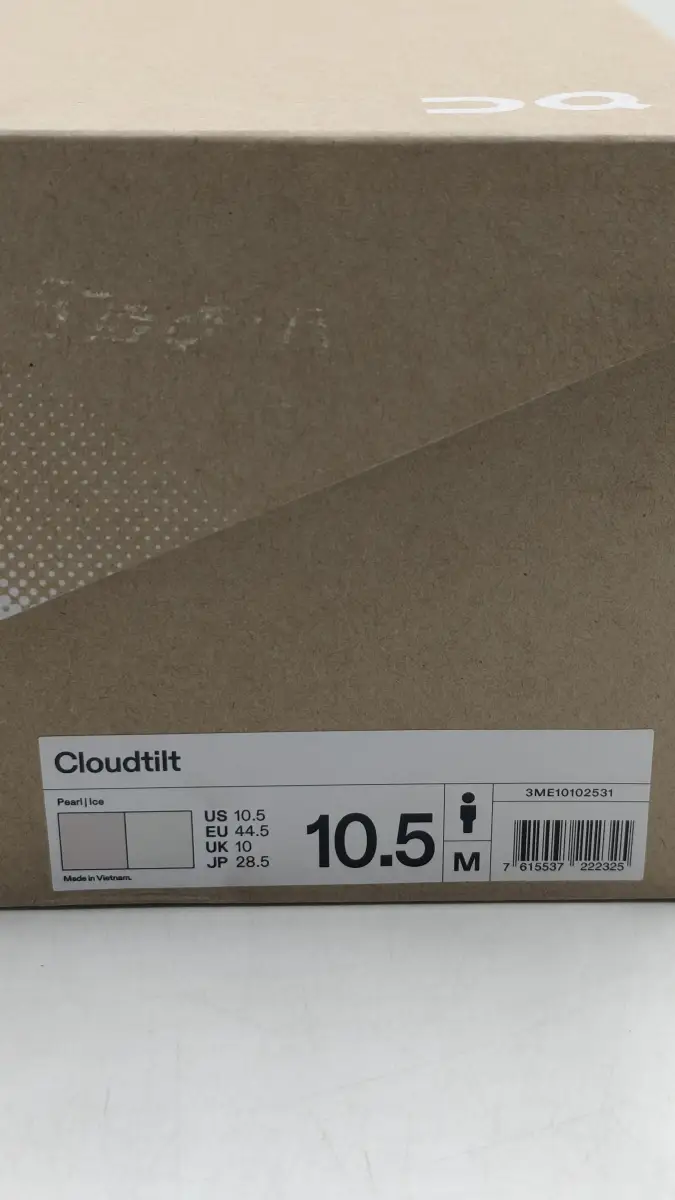 On
Cloudtilt
Pearl | Ice
US 10.5
EU 44.5
UK 10
JP 28.5
Made in Vietnam.
10.5
M
3ME10102531
7 615537 222325